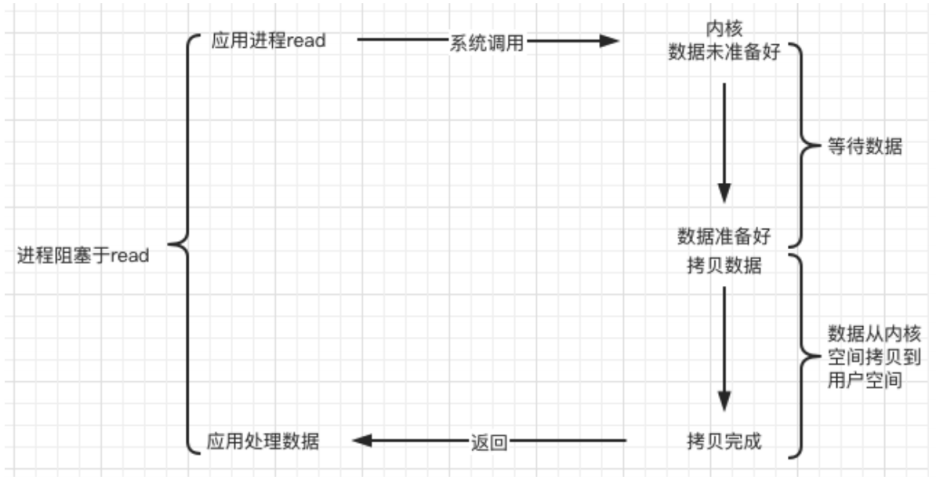 应用进程read
系统调用
内核
数据未准备好
等待数据
数据准备好
进程阻塞于read
拷贝数据
数据从内核
空间拷贝到
用户空间
应用处理数据
返回
拷贝完成